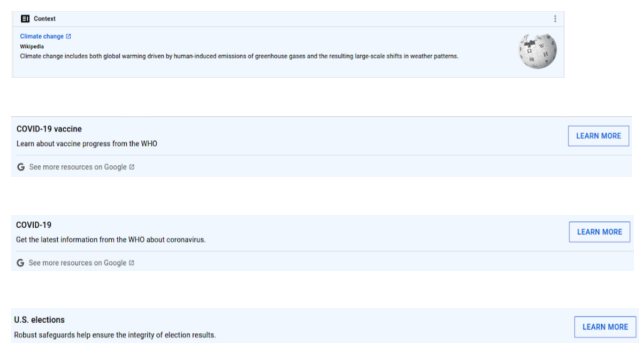 Context
Climate change
Wikipedia
Climate change includes both global warming driven by human-induced emissions of greenhouse gases and the resulting large-scale shifts in weather patterns.
COVID-19 vaccine
LEARN MORE
Learn about vaccine progress from the WHO
G See more resources on Google
COVID-19
LEARN MORE
Get the latest information from the WHO about coronavirus.
G See more resources on Google
U.S. elections
LEARN MORE
Robust safeguards help ensure the integrity of election results.